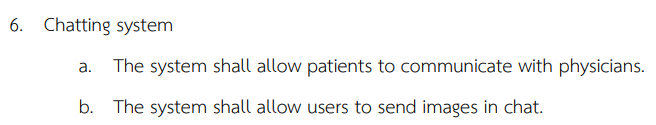 6. Chatting system
a. The system shall allow patients to communicate with physicians.
b. The system shall allow users to send images in chat.